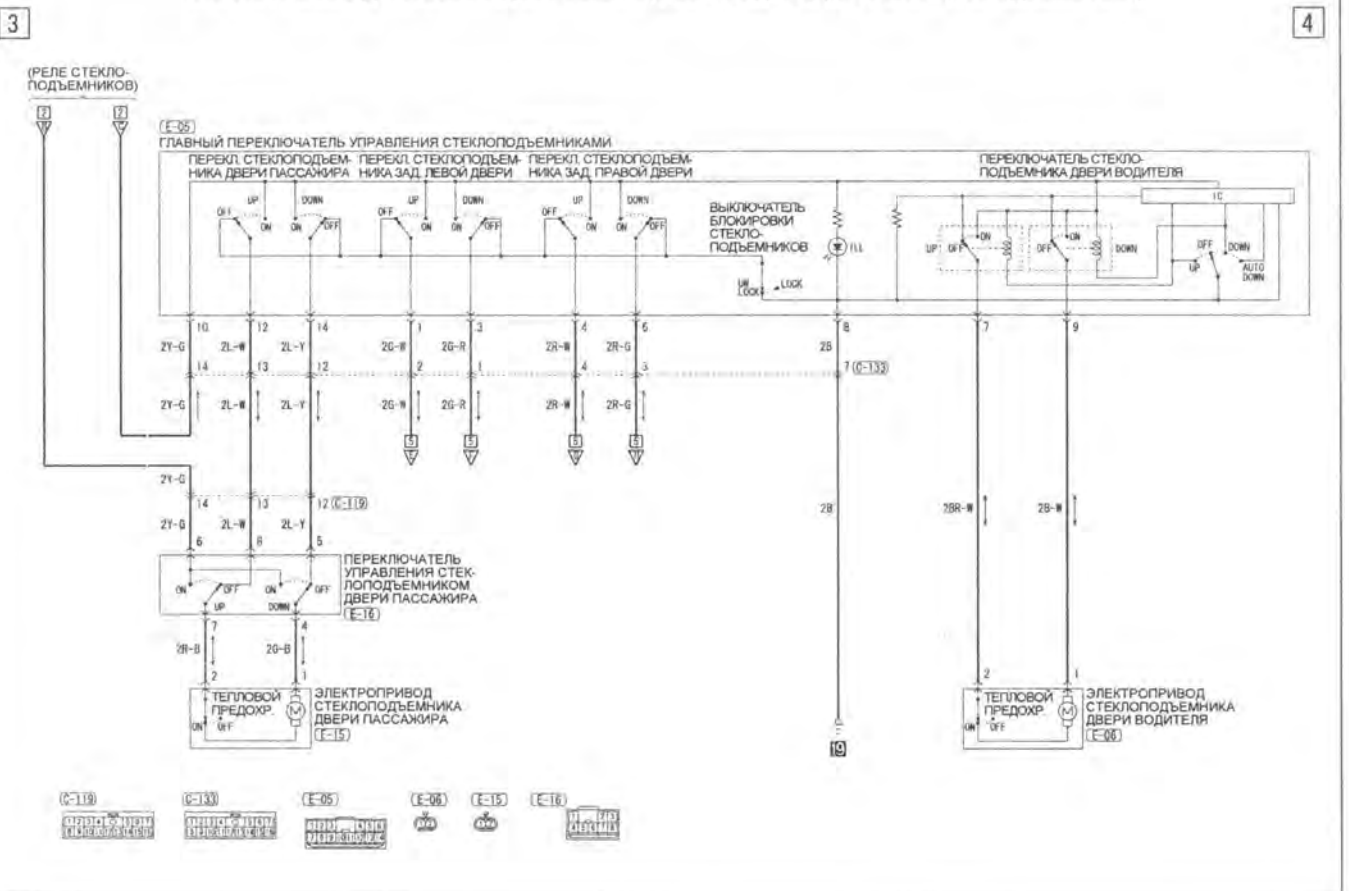 3
4
(РЕЛЕ СТЕКЛО-
ПОДЪЕМНИКОВ)
2
2
E-05
ГЛАВНЫЙ ПЕРЕКЛЮЧАТЕЛЬ УПРАВЛЕНИЯ СТЕКЛОПОДЪЕМНИКАМИ
ПЕРЕКЛ. СТЕКЛОПОДЪЕМ-
НИКА ДВЕРИ ПАССАЖИРА
ПЕРЕКЛ. СТЕКЛОПОДЪЕМ
НИКА ЗАД. ЛЕВОЙ ДВЕРИ
ПЕРЕКЛ. СТЕКЛОПОДЪЕМ-
НИКА ЗАД. ПРАВОЙ ДВЕРИ
ПЕРЕКЛЮЧАТЕЛЬ СТЕКЛО-
ПОДЪЕМНИКА ДВЕРИ ВОДИТЕЛЯ
IC
UP DOWN UP DOWN UP DOWN
OFF ON ON OFF OFF ON ON OFF OFF ON ON OFF
ВЫКЛЮЧАТЕЛЬ
БЛОКИРОВКИ
СТЕКЛО-
ПОДЪЕМНИКОВ
ILL
UP OFF ON OFF ON DOWN
OFF DOWN
UP AUTO
DOWN
UN
LOCK LOCK
10 12 14 1 3 4 6 8 7 9
2Y-G 2L-W 2L-Y 2G-W 2G-R 2R-W 2R-G 2B
14 13 12 2 1 4 3 7 C-133
2Y-G 2L-W 2L-Y 2G-W 2G-R 2R-W 2R-G
5 5 5 5
2Y-G
14 13 12 C-119
2Y-G 2L-W 2L-Y 2B 2BR-W 2B-W
6 8 5
ПЕРЕКЛЮЧАТЕЛЬ
УПРАВЛЕНИЯ СТЕК-
ЛОПОДЪЕМНИКОМ
ДВЕРИ ПАССАЖИРА
E-16
ON OFF ON OFF
UP DOWN
7 4
2R-B 2G-B
2 1
2 1
ТЕПЛОВОЙ
ПРЕДОХР.
ON OFF
M
ЭЛЕКТРОПРИВОД
СТЕКЛОПОДЪЕМНИКА
ДВЕРИ ПАССАЖИРА
E-15
19
ТЕПЛОВОЙ
ПРЕДОХР.
ON OFF
M
ЭЛЕКТРОПРИВОД
СТЕКЛОПОДЪЕМНИКА
ДВЕРИ ВОДИТЕЛЯ
E-06
C-119 C-133 E-05 E-06 E-15 E-16